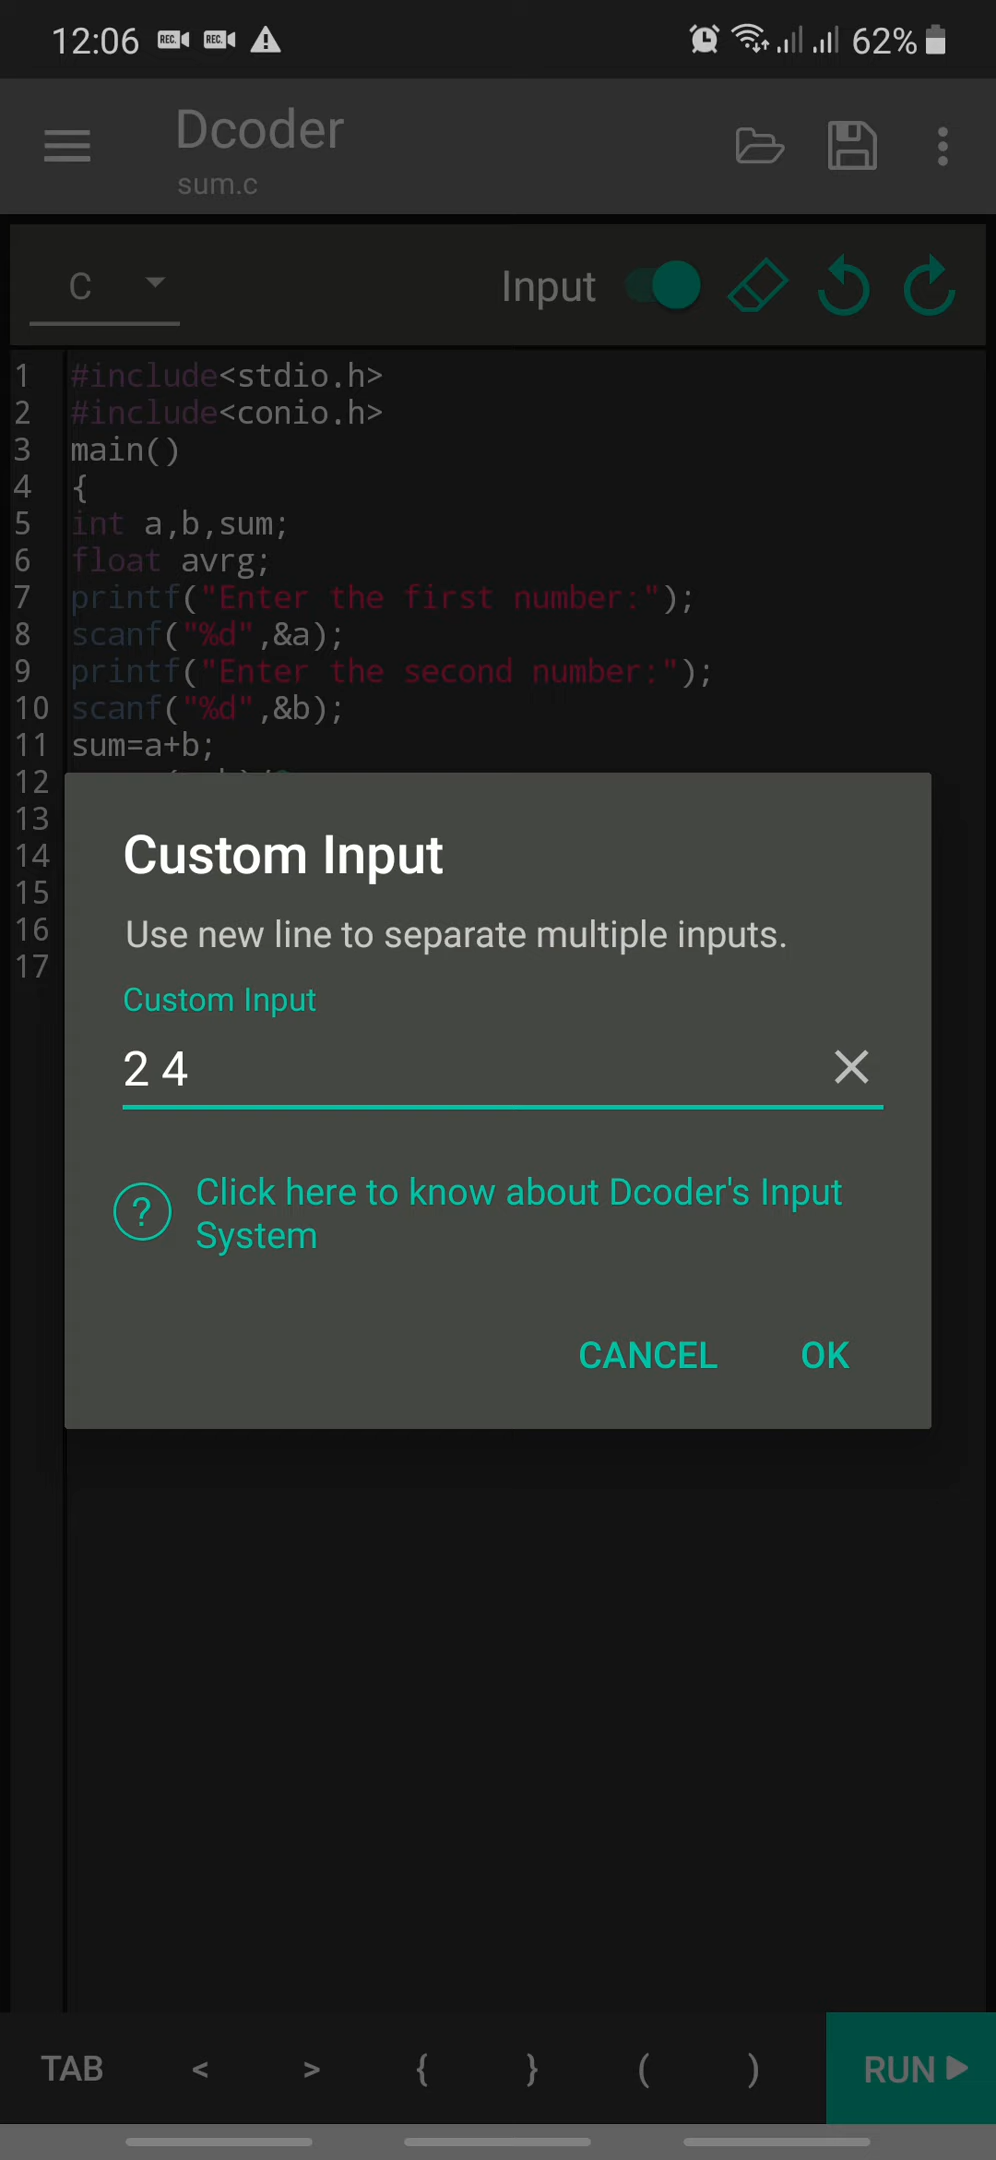 12:06 REC. REC. 62%
Dcoder
sum.c
C Input
1 #include<stdio.h>
2 #include<conio.h>
3 main()
4 {
5 int a,b,sum;
6 float avrg;
7 printf("Enter the first number:");
8 scanf("%d",&a);
9 printf("Enter the second number:");
10 scanf("%d",&b);
11 sum=a+b;
12
13
14
15
16
17
Custom Input
Use new line to separate multiple inputs.
Custom Input
2 4
? Click here to know about Dcoder's Input
System
CANCEL OK
TAB < > { } ( ) RUN